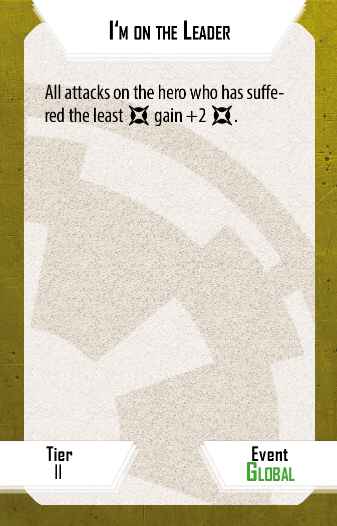 I'm on the Leader
All attacks on the hero who has suffe-
red the least gain +2 .
Tier
II
Event
Global